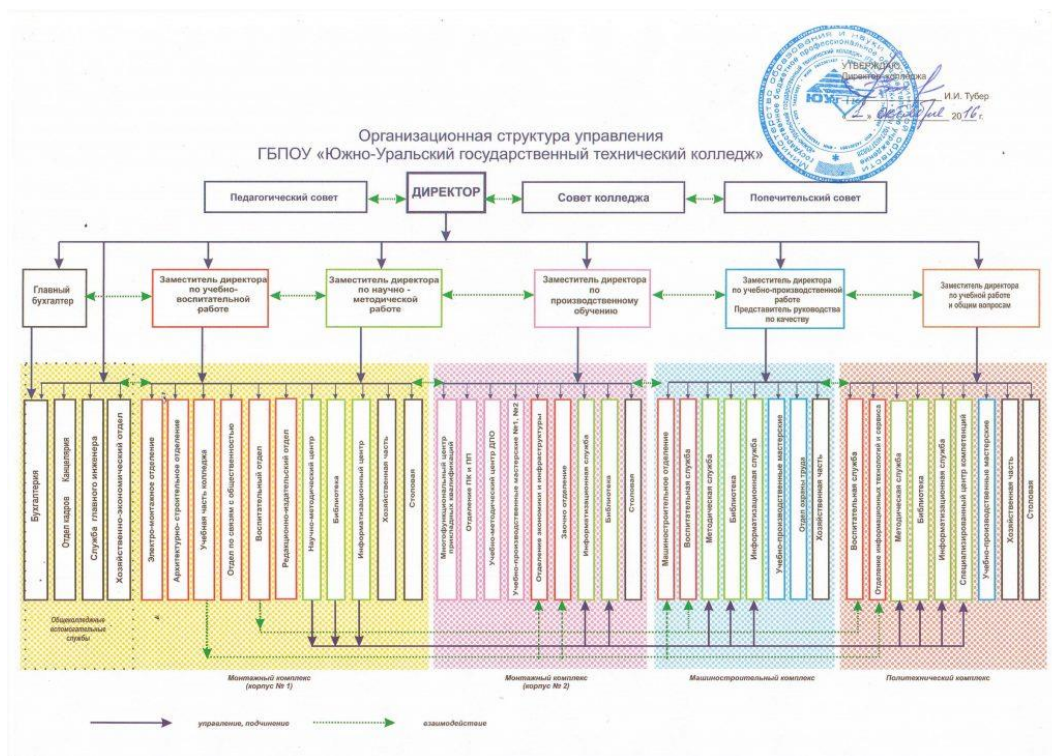 УТВЕРЖДАЮ
Директор колледжа
И.И. Тубер
2016 г.
Организационная структура управления
ГБПОУ «Южно-Уральский государственный технический колледж»
Педагогический совет
ДИРЕКТОР
Совет колледжа
Попечительский совет
Главный
бухгалтер
Заместитель директора
по учебно-
воспитательной
работе
Заместитель директора
по научно -
методической
работе
Заместитель директора
по
производственному
обучению
Заместитель директора
по учебно-производственной
работе
Представитель руководства
по качеству
Заместитель директора
по учебной работе
и общим вопросам
Бухгалтерия
Отдел кадров Канцелярия
Служба главного инженера
Хозяйственно-экономический отдел
Электро-монтажное отделение
Архитектурно- строительное отделение
Учебная часть колледжа
Отдел по связям с общественностью
Воспитательный отдел
Редакционно-издательский отдел
Научно-методический центр
Библиотека
Информатизационный центр
Хозяйственная часть
Столовая
Многофункциональный центр
прикладных квалификаций
Отделение ПК и ПП
Учебно-методический центр ДПО
Учебно-производственные мастерские №1, №2
Отделение экономики и инфраструктуры
Заочно отделение
Информатизационная служба
Библиотека
Столовая
Машиностроительное отделение
Воспитательная служба
Методическая служба
Библиотека
Информатизационная служба
Учебно-производственные мастерские
Отдел охраны труда
Хозяйственная часть
Воспитательная служба
Отделение информационных технологий и сервиса
Методическая служба
Библиотека
Информатизационная служба
Специализированный центр компетенций
Учебно-производственные мастерские
Хозяйственная часть
Столовая
вспомогательные
службы
Монтажный комплекс
(корпус № 1)
Монтажный комплекс
(корпус № 2)
Машиностроительный комплекс
Политехнический комплекс
управление, подчинение
взаимодействие